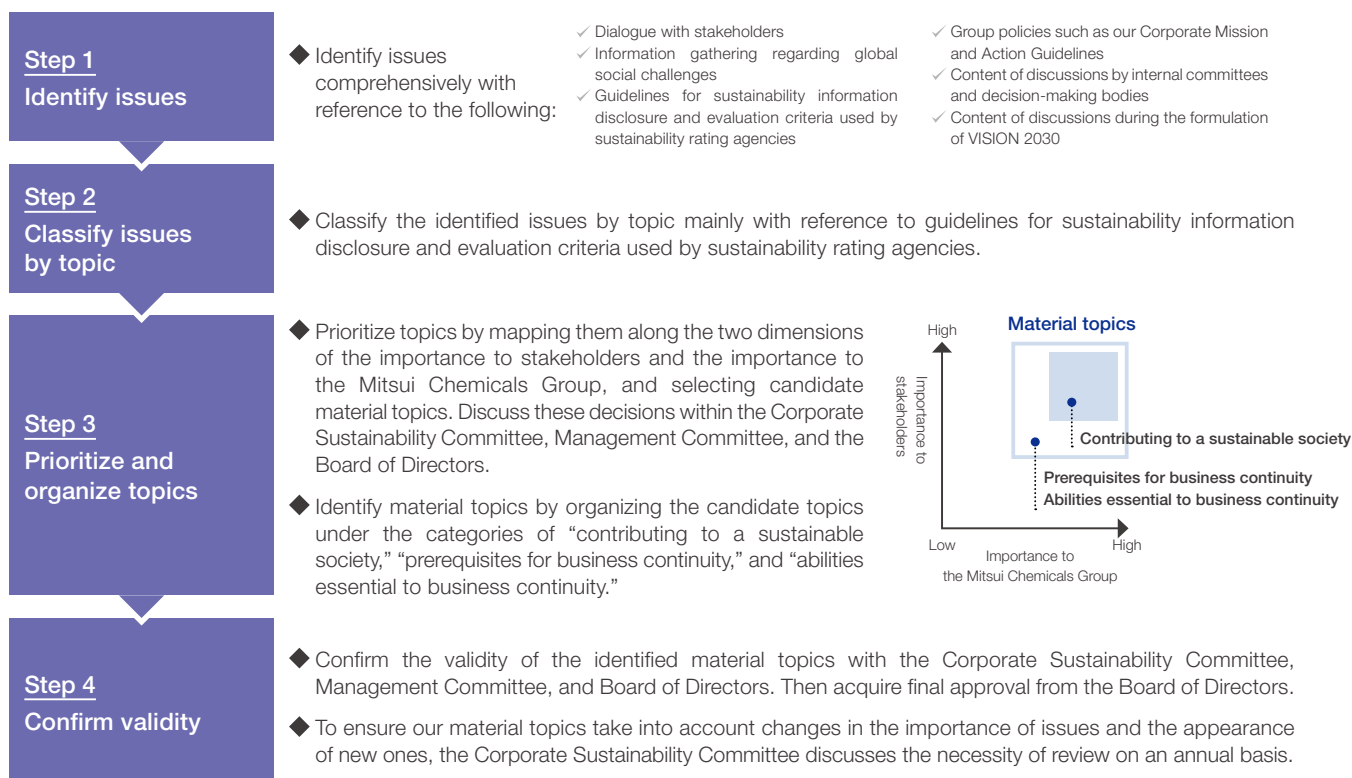 Step 1
Identify issues
◆ Identify issues
comprehensively with
reference to the following:
✓ Dialogue with stakeholders
✓ Information gathering regarding global
social challenges
✓ Guidelines for sustainability information
disclosure and evaluation criteria used by
sustainability rating agencies
✓ Group policies such as our Corporate Mission
and Action Guidelines
✓ Content of discussions by internal committees
and decision-making bodies
✓ Content of discussions during the formulation
of VISION 2030
Step 2
Classify issues
by topic
◆ Classify the identified issues by topic mainly with reference to guidelines for sustainability information
disclosure and evaluation criteria used by sustainability rating agencies.
Step 3
Prioritize and
organize topics
◆ Prioritize topics by mapping them along the two dimensions
of the importance to stakeholders and the importance to
the Mitsui Chemicals Group, and selecting candidate
material topics. Discuss these decisions within the Corporate
Sustainability Committee, Management Committee, and the
Board of Directors.
◆ Identify material topics by organizing the candidate topics
under the categories of “contributing to a sustainable
society,” “prerequisites for business continuity,” and “abilities
essential to business continuity.”
High
Material topics
Importance to
stakeholders
Contributing to a sustainable society
Prerequisites for business continuity
Abilities essential to business continuity
Low
High
Importance to
the Mitsui Chemicals Group
Step 4
Confirm validity
◆ Confirm the validity of the identified material topics with the Corporate Sustainability Committee,
Management Committee, and Board of Directors. Then acquire final approval from the Board of Directors.
◆ To ensure our material topics take into account changes in the importance of issues and the appearance
of new ones, the Corporate Sustainability Committee discusses the necessity of review on an annual basis.